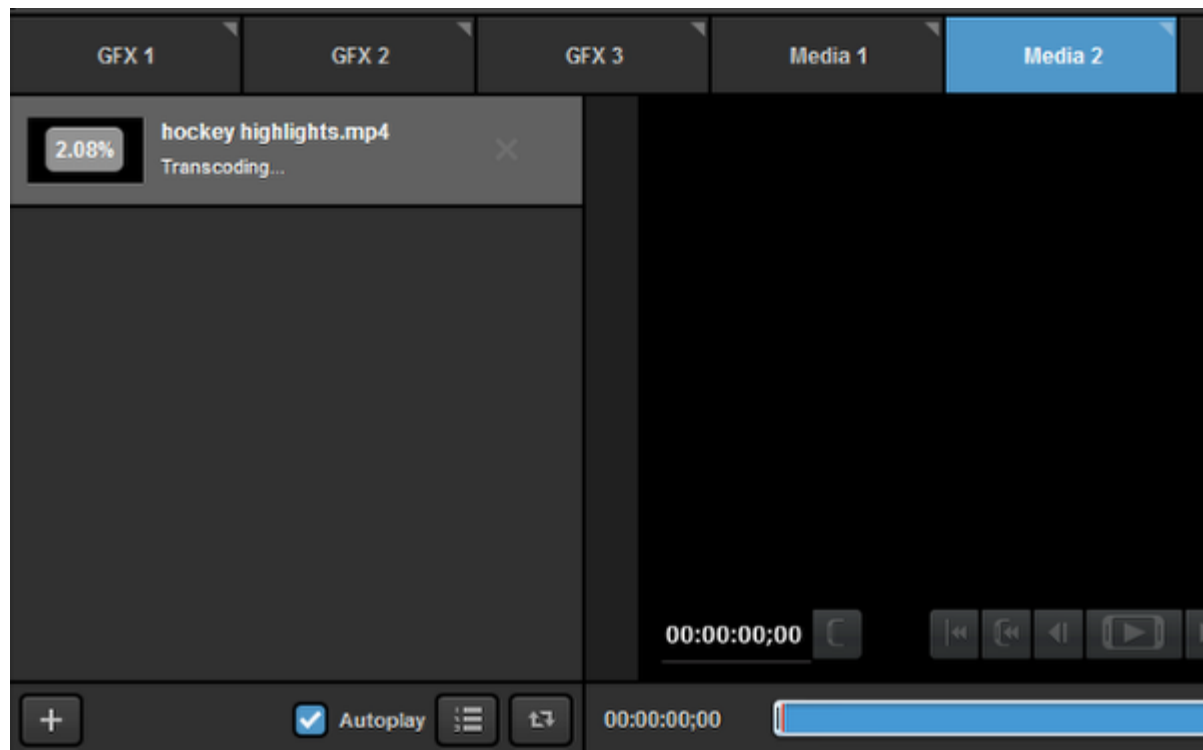 GFX 1
GFX 2
GFX 3
Media 1
Media 2
2.08%
hockey highlights.mp4
Transcoding...
00:00:00;00
Autoplay
00:00:00;00